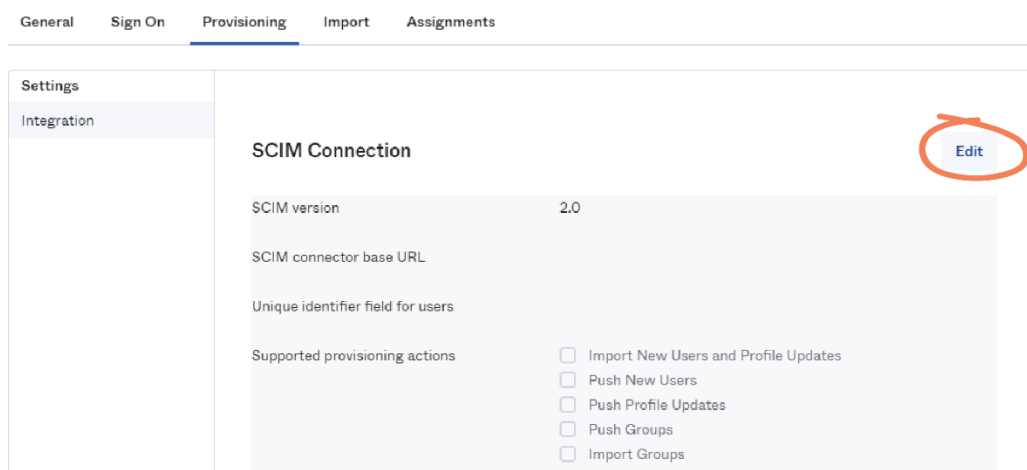 General Sign On Provisioning Import Assignments
Settings
Integration
SCIM Connection Edit
SCIM version 2.0
SCIM connector base URL
Unique identifier field for users
Supported provisioning actions Import New Users and Profile Updates
Push New Users
Push Profile Updates
Push Groups
Import Groups